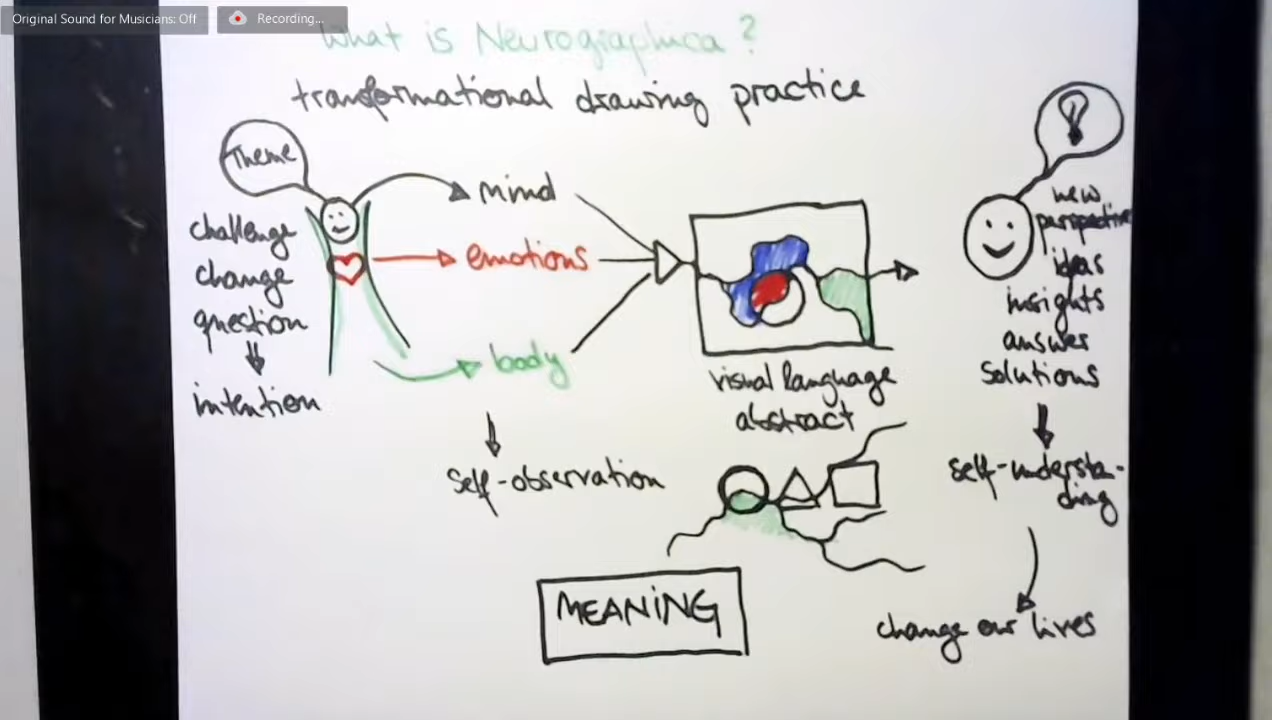 Original Sound for Musicians: Off
Recording...
What is Neurographica?
transformational drawing practice
Theme
challenge
change
question
intention
mind
emotions
body
self-observation
visual language
abstract
MEANING
new
perspective
ideas
insights
answer
solutions
self-understa-
ding
change our lives